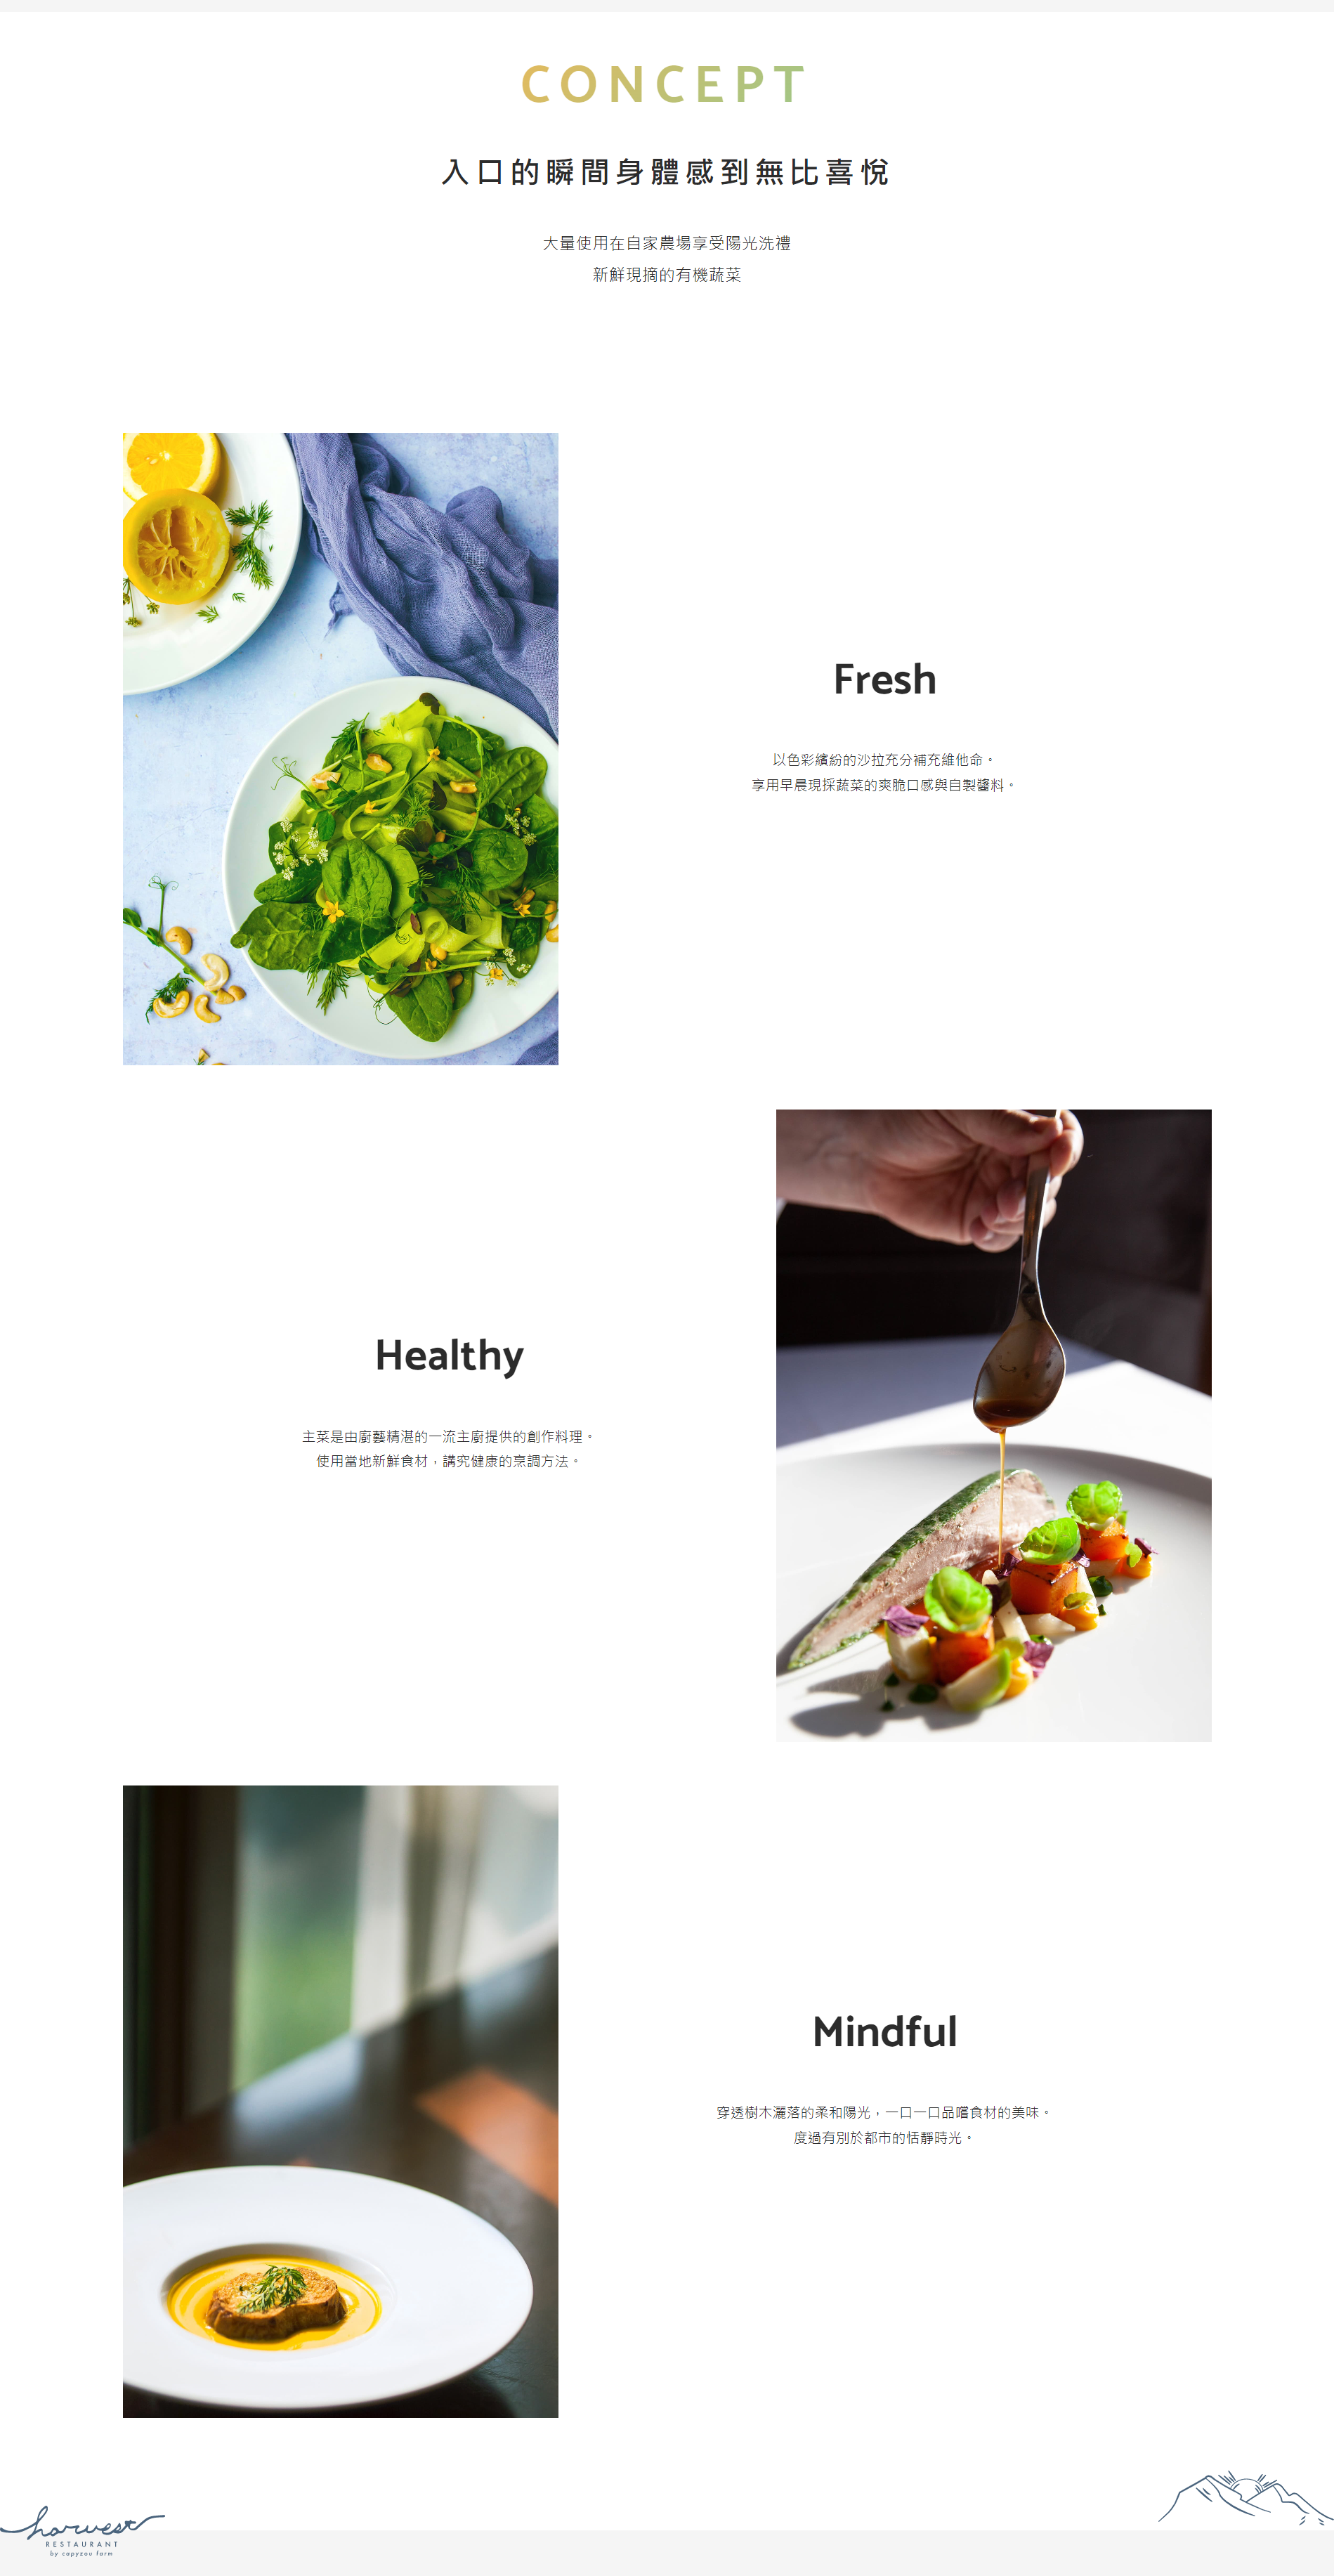 CONCEPT
入口的瞬間身體感到無比喜悅
大量使用在自家農場享受陽光洗禮
新鮮現摘的有機蔬菜
Fresh
以色彩繽紛的沙拉充分補充維他命。
享用早晨現採蔬菜的爽脆口感與自製醬料。
Healthy
主菜是由廚藝精湛的一流主廚提供的創作料理。
使用當地新鮮食材，講究健康的烹調方法。
Mindful
穿透樹木灑落的柔和陽光，一口一口品嚐食材的美味。
度過有別於都市的恬靜時光。
harvest
RESTAURANT
by capyzou farm